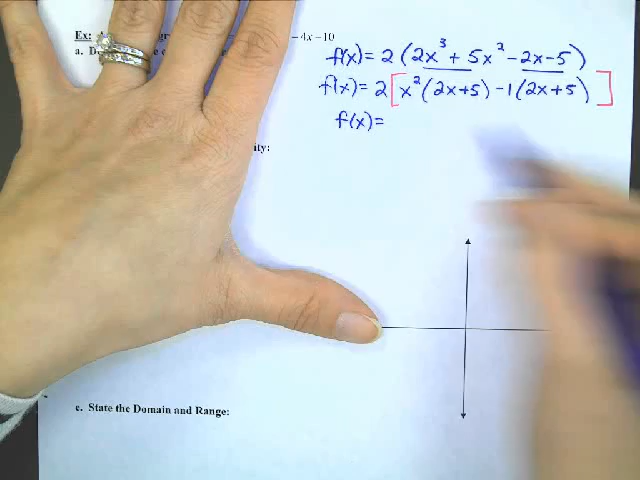 Ex:
-4x-10
a. D
f(x) = 2 (2x³ + 5x² - 2x - 5)
f(x) = 2 [x² (2x+5) - 1 (2x+5)]
f(x) =
ity:
e. State the Domain and Range: